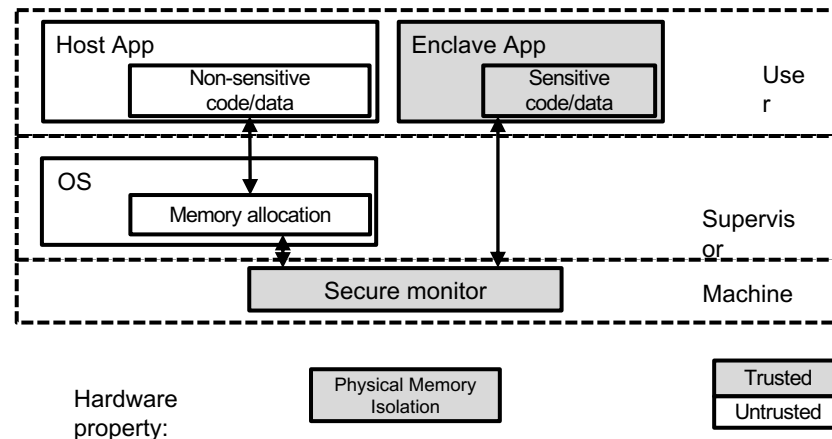 Host App
Non-sensitive
code/data
Enclave App
Sensitive
code/data
Use
r
OS
Memory allocation
Supervis
or
Secure monitor
Machine
Hardware
property:
Physical Memory
Isolation
Trusted
Untrusted